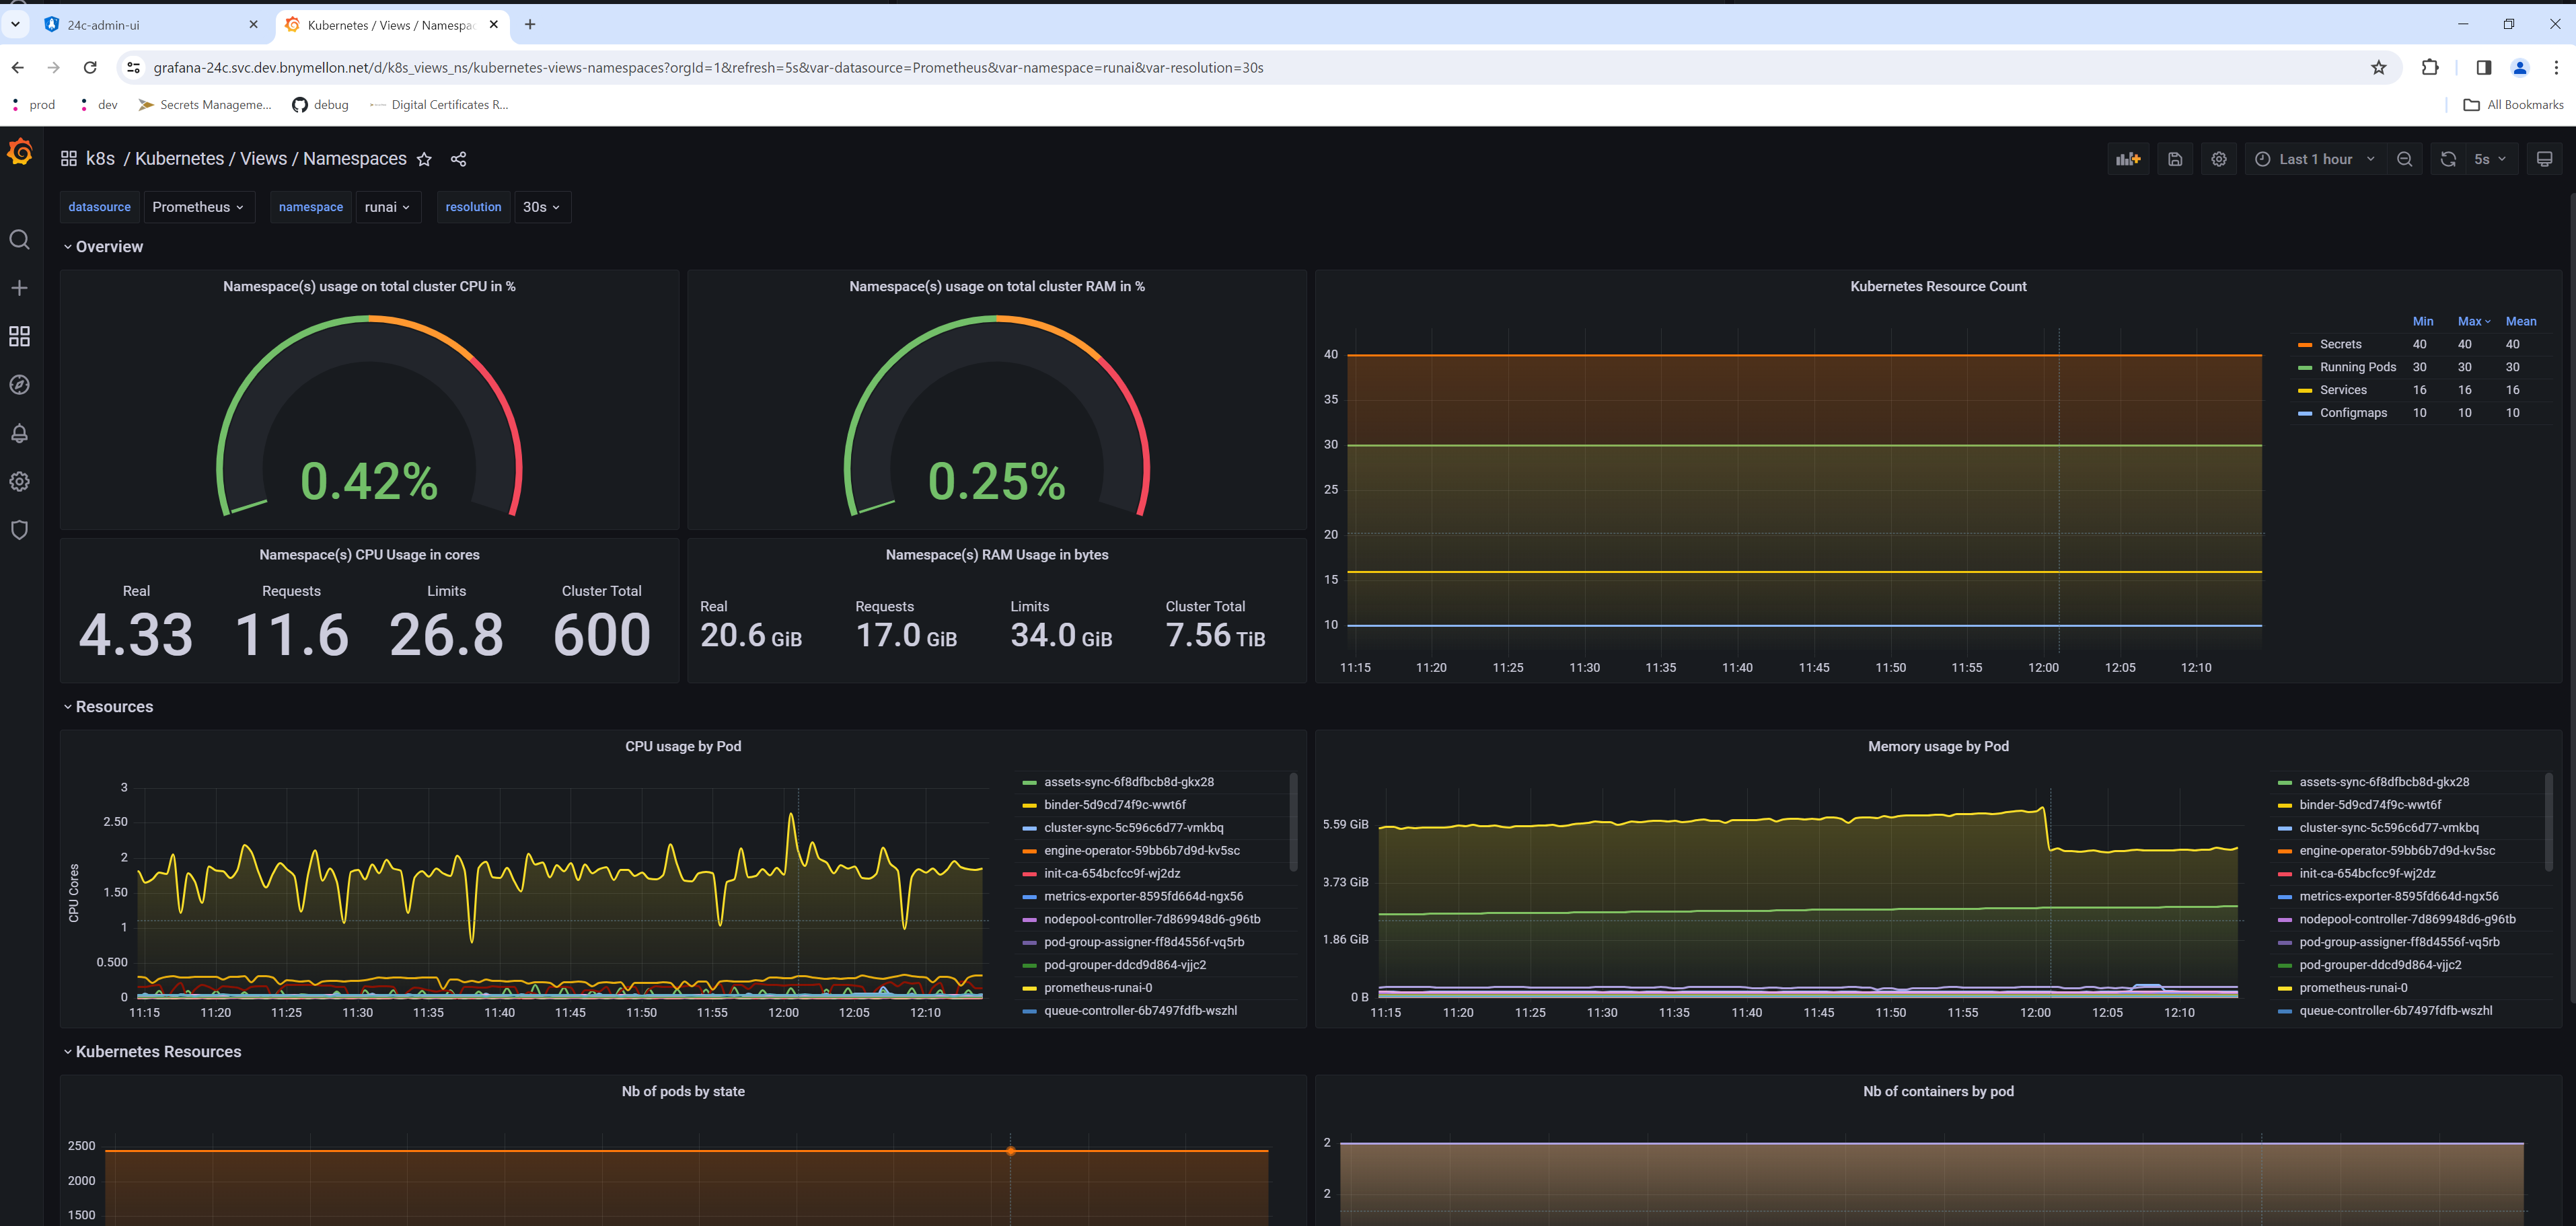 24c-admin-ui
Kubernetes / Views / Namespac
grafana-24c.svc.dev.bnymellon.net/d/k8s_views_ns/kubernetes-views-namespaces?orgId=1&refresh=5s&var-datasource=Prometheus&var-namespace=runai&var-resolution=30s
prod dev Secrets Manageme... debug Digital Certificates R... All Bookmarks
k8s / Kubernetes / Views / Namespaces Last 1 hour 5s
datasource Prometheus namespace runai resolution 30s
Overview
Namespace(s) usage on total cluster CPU in %
0.42%
Namespace(s) usage on total cluster RAM in %
0.25%
Kubernetes Resource Count
40
35
30
25
20
15
10
11:15 11:20 11:25 11:30 11:35 11:40 11:45 11:50 11:55 12:00 12:05 12:10
Min Max Mean
Secrets 40 40 40
Running Pods 30 30 30
Services 16 16 16
Configmaps 10 10 10
Namespace(s) CPU Usage in cores
Real Requests Limits Cluster Total
4.33 11.6 26.8 600
Namespace(s) RAM Usage in bytes
Real Requests Limits Cluster Total
20.6 GiB 17.0 GiB 34.0 GiB 7.56 TiB
Resources
CPU usage by Pod
CPU Cores
3
2.50
2
1.50
1
0.500
0
11:15 11:20 11:25 11:30 11:35 11:40 11:45 11:50 11:55 12:00 12:05 12:10
assets-sync-6f8dfbcb8d-gkx28
binder-5d9cd74f9c-wwt6f
cluster-sync-5c596c6d77-vmkbq
engine-operator-59bb6b7d9d-kv5sc
init-ca-654bcfcc9f-wj2dz
metrics-exporter-8595fd664d-ngx56
nodepool-controller-7d869948d6-g96tb
pod-group-assigner-ff8d4556f-vq5rb
pod-grouper-ddcd9d864-vjjc2
prometheus-runai-0
queue-controller-6b7497fdfb-wszhl
Memory usage by Pod
5.59 GiB
3.73 GiB
1.86 GiB
0 B
11:15 11:20 11:25 11:30 11:35 11:40 11:45 11:50 11:55 12:00 12:05 12:10
assets-sync-6f8dfbcb8d-gkx28
binder-5d9cd74f9c-wwt6f
cluster-sync-5c596c6d77-vmkbq
engine-operator-59bb6b7d9d-kv5sc
init-ca-654bcfcc9f-wj2dz
metrics-exporter-8595fd664d-ngx56
nodepool-controller-7d869948d6-g96tb
pod-group-assigner-ff8d4556f-vq5rb
pod-grouper-ddcd9d864-vjjc2
prometheus-runai-0
queue-controller-6b7497fdfb-wszhl
Kubernetes Resources
Nb of pods by state
2500
2000
1500
Nb of containers by pod
2
2